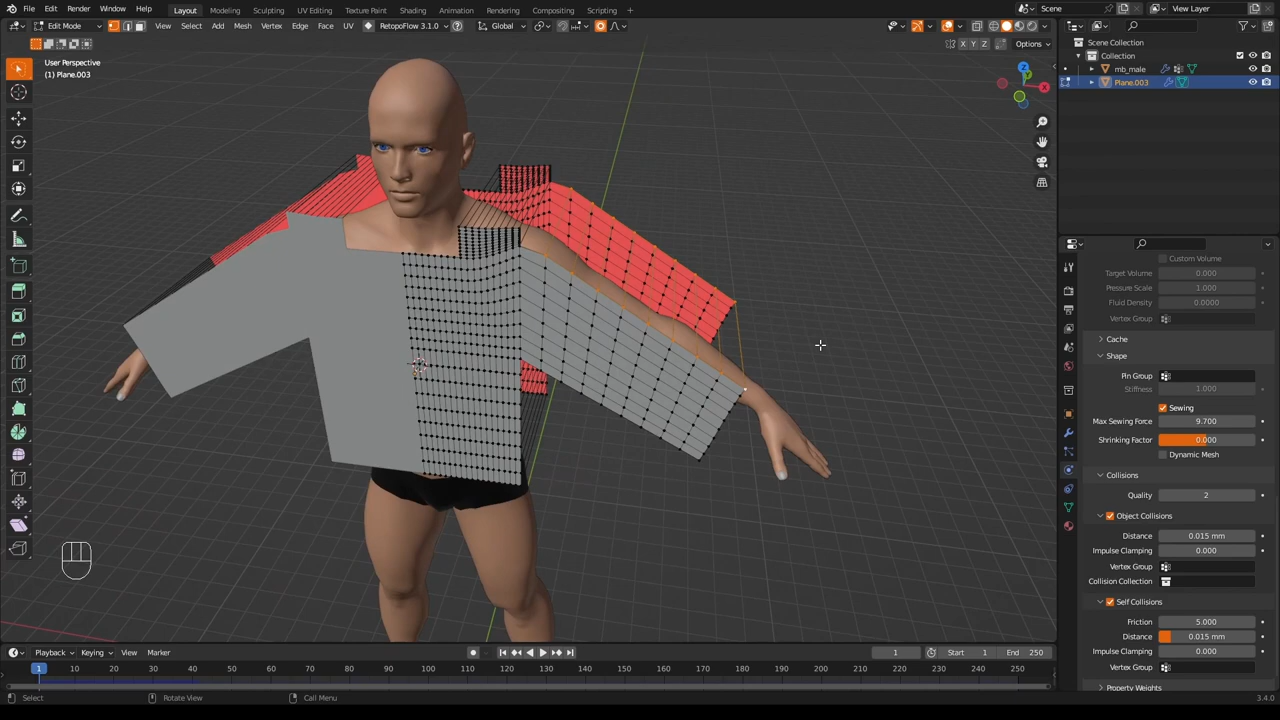 File Edit Render Window Help Layout Modeling Sculpting UV Editing Texture Paint Shading Animation Rendering Compositing Geometry Nodes Scripting + Scene View Layer
Edit Mode View Select Add Mesh Vertex Edge Face UV RetopoFlow 3.1.0 Global
X Y Z Options
User Perspective
(1) Plane.003
Z
Y
X
Scene Collection
Collection
mb_male
Plane.003
Custom Volume
Target Volume 0.000
Pressure Scale 1.000
Fluid Density 0.0000
Vertex Group
Cache
Shape
Pin Group
Stiffness 1.000
Sewing
Max Sewing Force 9.700
Shrinking Factor 0.000
Dynamic Mesh
Collisions
Quality 2
Object Collisions
Distance 0.015 mm
Impulse Clamping 0.000
Vertex Group
Collision Collection
Self Collisions
Friction 5.000
Distance 0.015 mm
Impulse Clamping 0.000
Vertex Group
Property Weights
Playback Keying View Marker 1 Start 1 End 250
1 10 20 30 40 50 60 70 80 90 100 110 120 130 140 150 160 170 180 190 200 210 220 230 240 250
Select Rotate View Call Menu 3.4.0